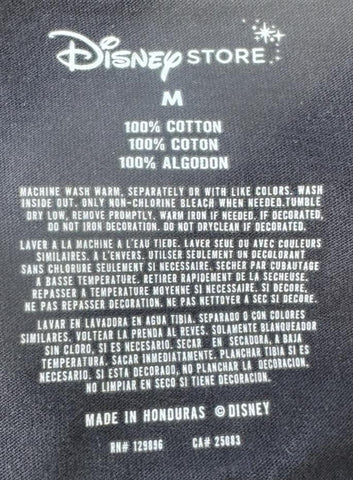 Disney STORE
M
100% COTTON
100% COTON
100% ALGODON
MACHINE WASH WARM, SEPARATELY OR WITH LIKE COLORS. WASH
INSIDE OUT. ONLY NON-CHLORINE BLEACH WHEN NEEDED.TUMBLE
DRY LOW, REMOVE PROMPTLY. WARM IRON IF NEEDED. IF DECORATED,
DO NOT IRON DECORATION. DO NOT DRYCLEAN IF DECORATED.
LAVER A LA MACHINE A L'EAU TIEDE. LAVER SEUL OU AVEC COULEURS
SIMILAIRES. A L'ENVERS. UTILSER SEULEMENT UN DECOLORANT
SANS CHLORURE SEULEMENT SI NECESSAIRE. SECHER PAR CUBAUTAGE
A BASSE TEMPERATURE. RETIRER RAPIDEMENT DE LA SECHEUSE,
REPASSER A TEMPERATURE MOYENNE SI NECESSAIRE. SI DECORE,
NE PAS REPASSER DECORATION. NE PAS NETTOYER A SEC SI DECORE.
LAVAR EN LAVADORA EN AGUA TIBIA. SEPARADO O CON COLORES
SIMILARES. VOLTEAR LA PRENDA AL REVES. SOLAMENTE BLANQUEADOR
SIN CLORO, SI ES NECESARIO. SECAR EN SECADORA, A BAJA
TEMPERATURA. SACAR INMEDIATAMENTE. PLANCHAR TIBIA SI ES
NECESARIO. SI ESTA DECORADO, NO PLANCHAR LA DECORACION.
NO LIMPIAR EN SECO SI TIENE DECORACION.
MADE IN HONDURAS ©DISNEY
RN# 129896 CA# 25083